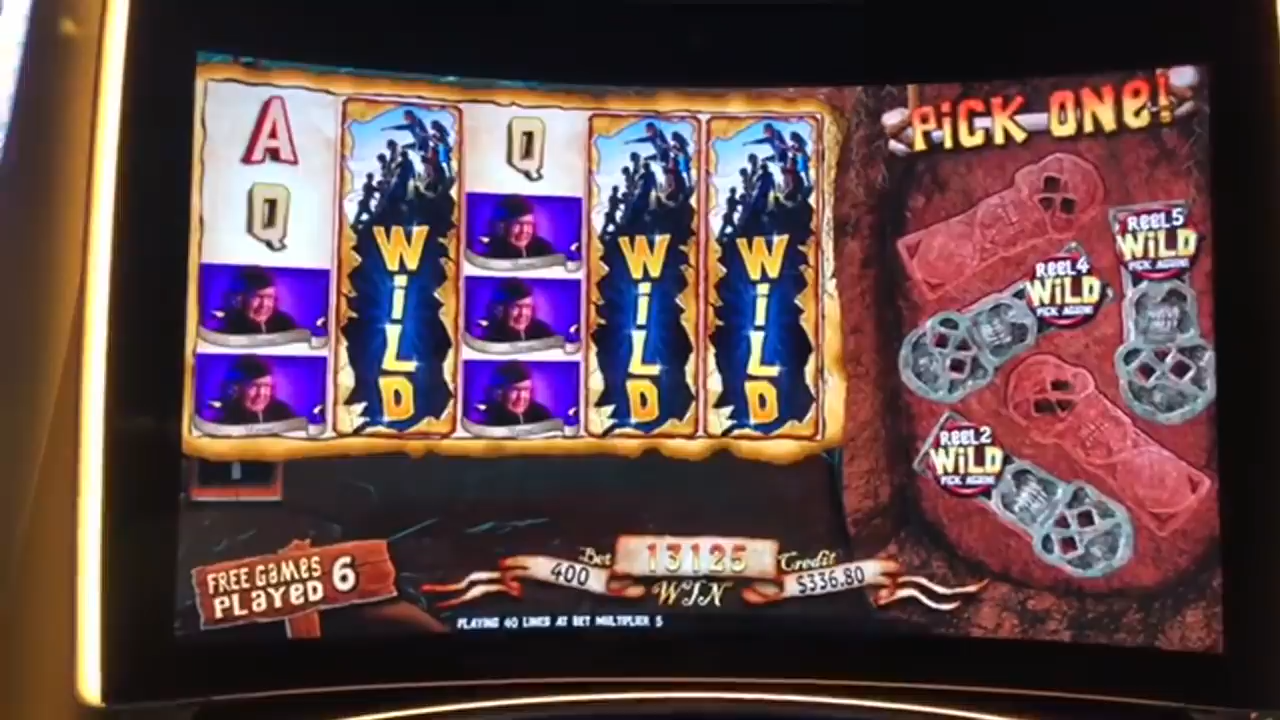 A
Q
Q
WILD
WILD
WILD
PICK ONE!
REEL 5
WILD
PICK AGAIN!
REEL 4
WILD
PICK AGAIN!
REEL 2
WILD
PICK AGAIN!
FREE GAMES
PLAYED 6
Bet
400
13125
WIN
Credit
$336.80
PLAYING 40 LINES AT BET MULTIPLIER 5